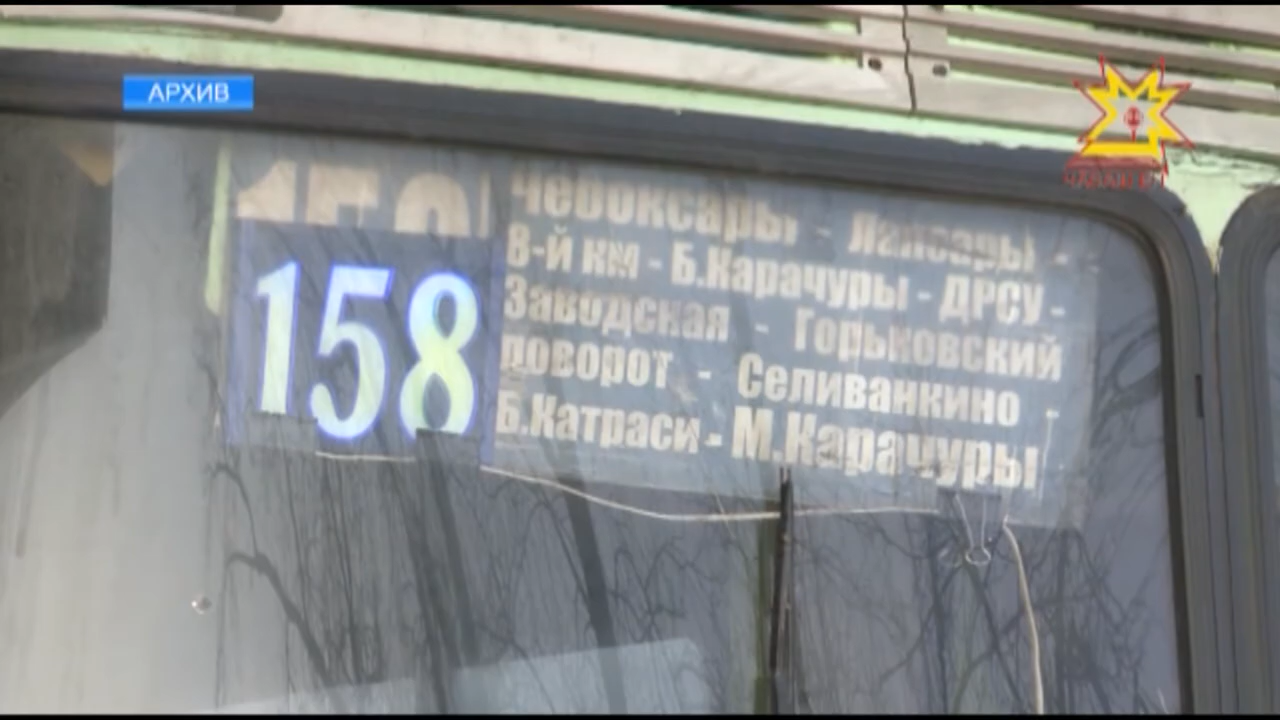 АРХИВ
158
Чебоксары - Лапсары -
8-й км - Б.Карачуры - ДРСУ -
Заводская - Горьковский
поворот - Селиванкино -
Б.Катраси - М.Карачуры